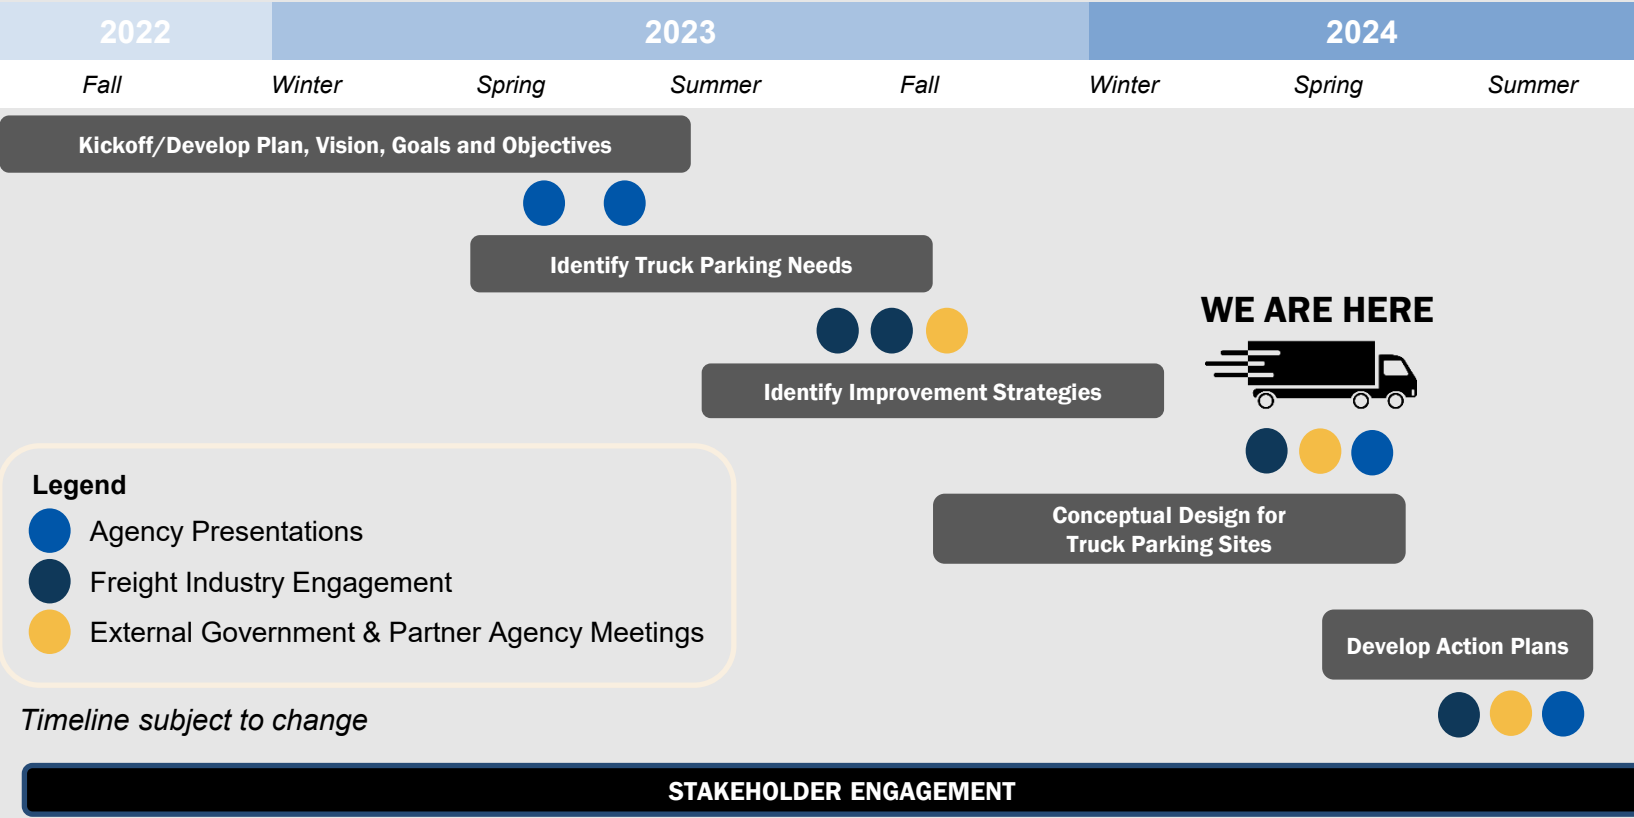 2022 2023 2024
Fall Winter Spring Summer Fall Winter Spring Summer
Kickoff/Develop Plan, Vision, Goals and Objectives
Identify Truck Parking Needs
WE ARE HERE
Identify Improvement Strategies
Legend
Agency Presentations
Freight Industry Engagement
External Government & Partner Agency Meetings
Conceptual Design for
Truck Parking Sites
Develop Action Plans
Timeline subject to change
STAKEHOLDER ENGAGEMENT